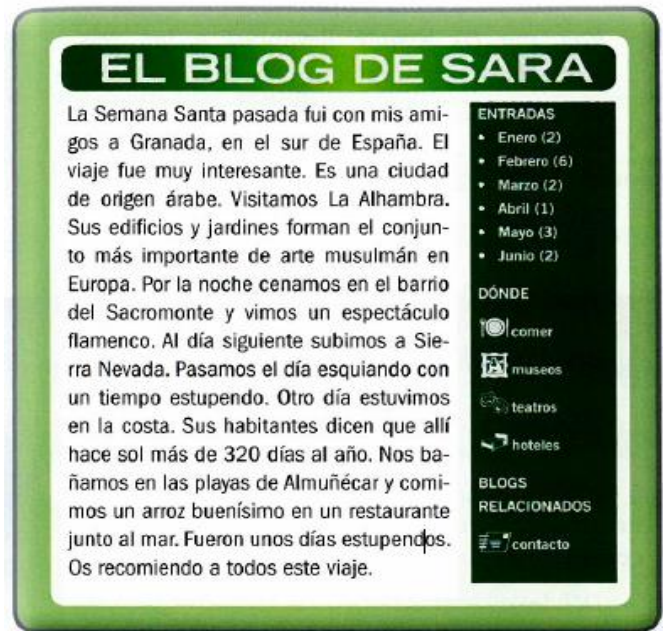 EL BLOG DE SARA
La Semana Santa pasada fui con mis ami-
gos a Granada, en el sur de España. El
viaje fue muy interesante. Es una ciudad
de origen árabe. Visitamos La Alhambra.
Sus edificios y jardines forman el conjun-
to más importante de arte musulmán en
Europa. Por la noche cenamos en el barrio
del Sacromonte y vimos un espectáculo
flamenco. Al día siguiente subimos a Sie-
rra Nevada. Pasamos el día esquiando con
un tiempo estupendo. Otro día estuvimos
en la costa. Sus habitantes dicen que allí
hace sol más de 320 días al año. Nos ba-
ñamos en las playas de Almuñécar y comi-
mos un arroz buenísimo en un restaurante
junto al mar. Fueron unos días estupendos.
Os recomiendo a todos este viaje.
ENTRADAS
• Enero (2)
• Febrero (6)
• Marzo (2)
• Abril (1)
• Mayo (3)
• Junio (2)
DÓNDE
comer
museos
teatros
hoteles
BLOGS
RELACIONADOS
contacto